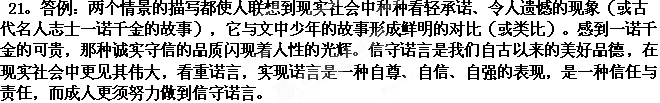 21。答例：两个情景的描写都使人联想到现实社会中种种看轻承诺、令人遗憾的现象（或古
代名人志士一诺千金的故事），它与文中少年的故事形成鲜明的对比（或类比）。感到一诺千
金的可贵，那种诚实守信的品质闪现着人性的光辉。信守诺言是我们自古以来的美好品德，在
现实社会中更见其伟大，看重诺言，实现诺言是一种自尊、自信、自强的表现，是一种信任与
责任，而成人更须努力做到信守诺言。